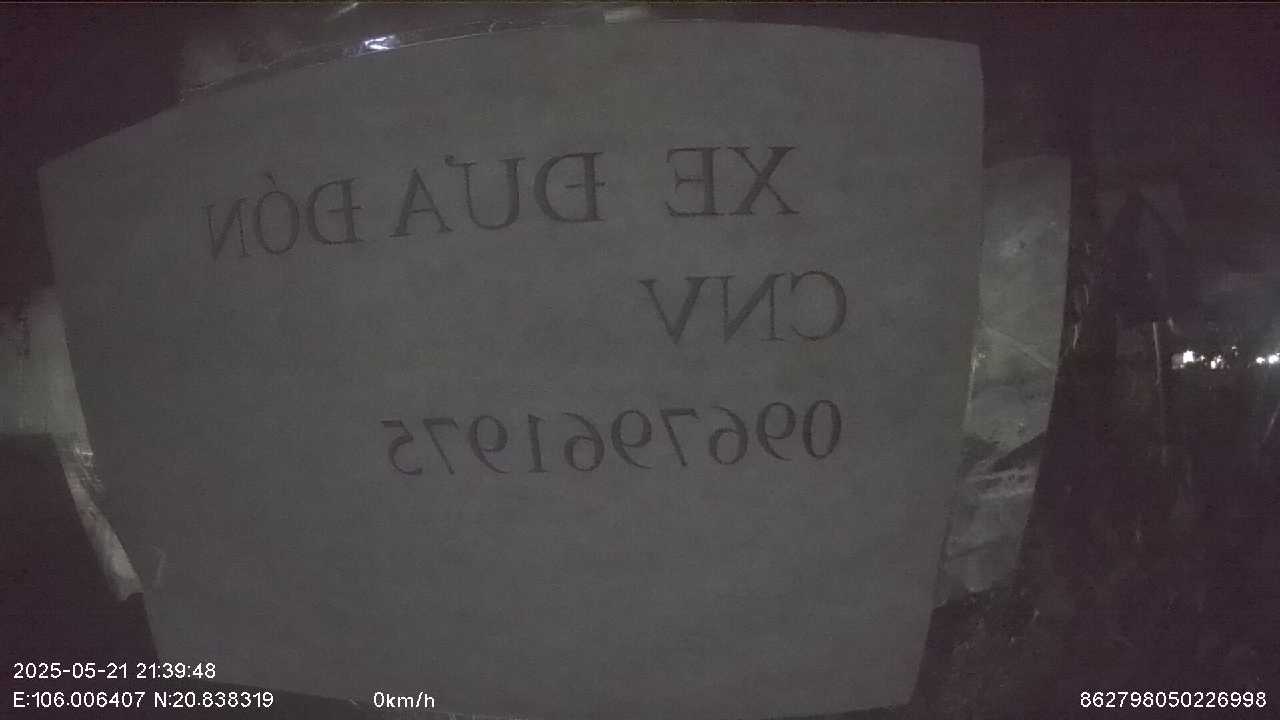 XE ĐƯA ĐÓN
CNV
0967961975
2025-05-21 21:39:48
E:106.006407 N:20.838319 0km/h 862798050226998